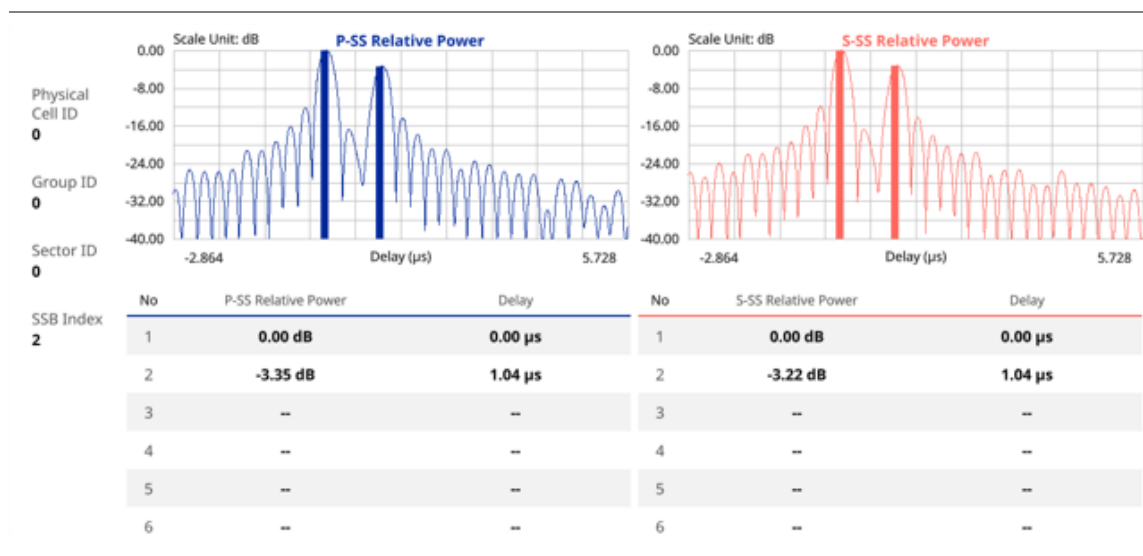 Scale Unit: dB P-SS Relative Power
0.00
-8.00
-16.00
-24.00
-32.00
-40.00
-2.864 Delay (μs) 5.728
Scale Unit: dB S-SS Relative Power
0.00
-8.00
-16.00
-24.00
-32.00
-40.00
-2.864 Delay (μs) 5.728
Physical
Cell ID
0
Group ID
0
Sector ID
0
SSB Index
2
No P-SS Relative Power Delay
1 0.00 dB 0.00 μs
2 -3.35 dB 1.04 μs
3 -- --
4 -- --
5 -- --
6 -- --
No S-SS Relative Power Delay
1 0.00 dB 0.00 μs
2 -3.22 dB 1.04 μs
3 -- --
4 -- --
5 -- --
6 -- --